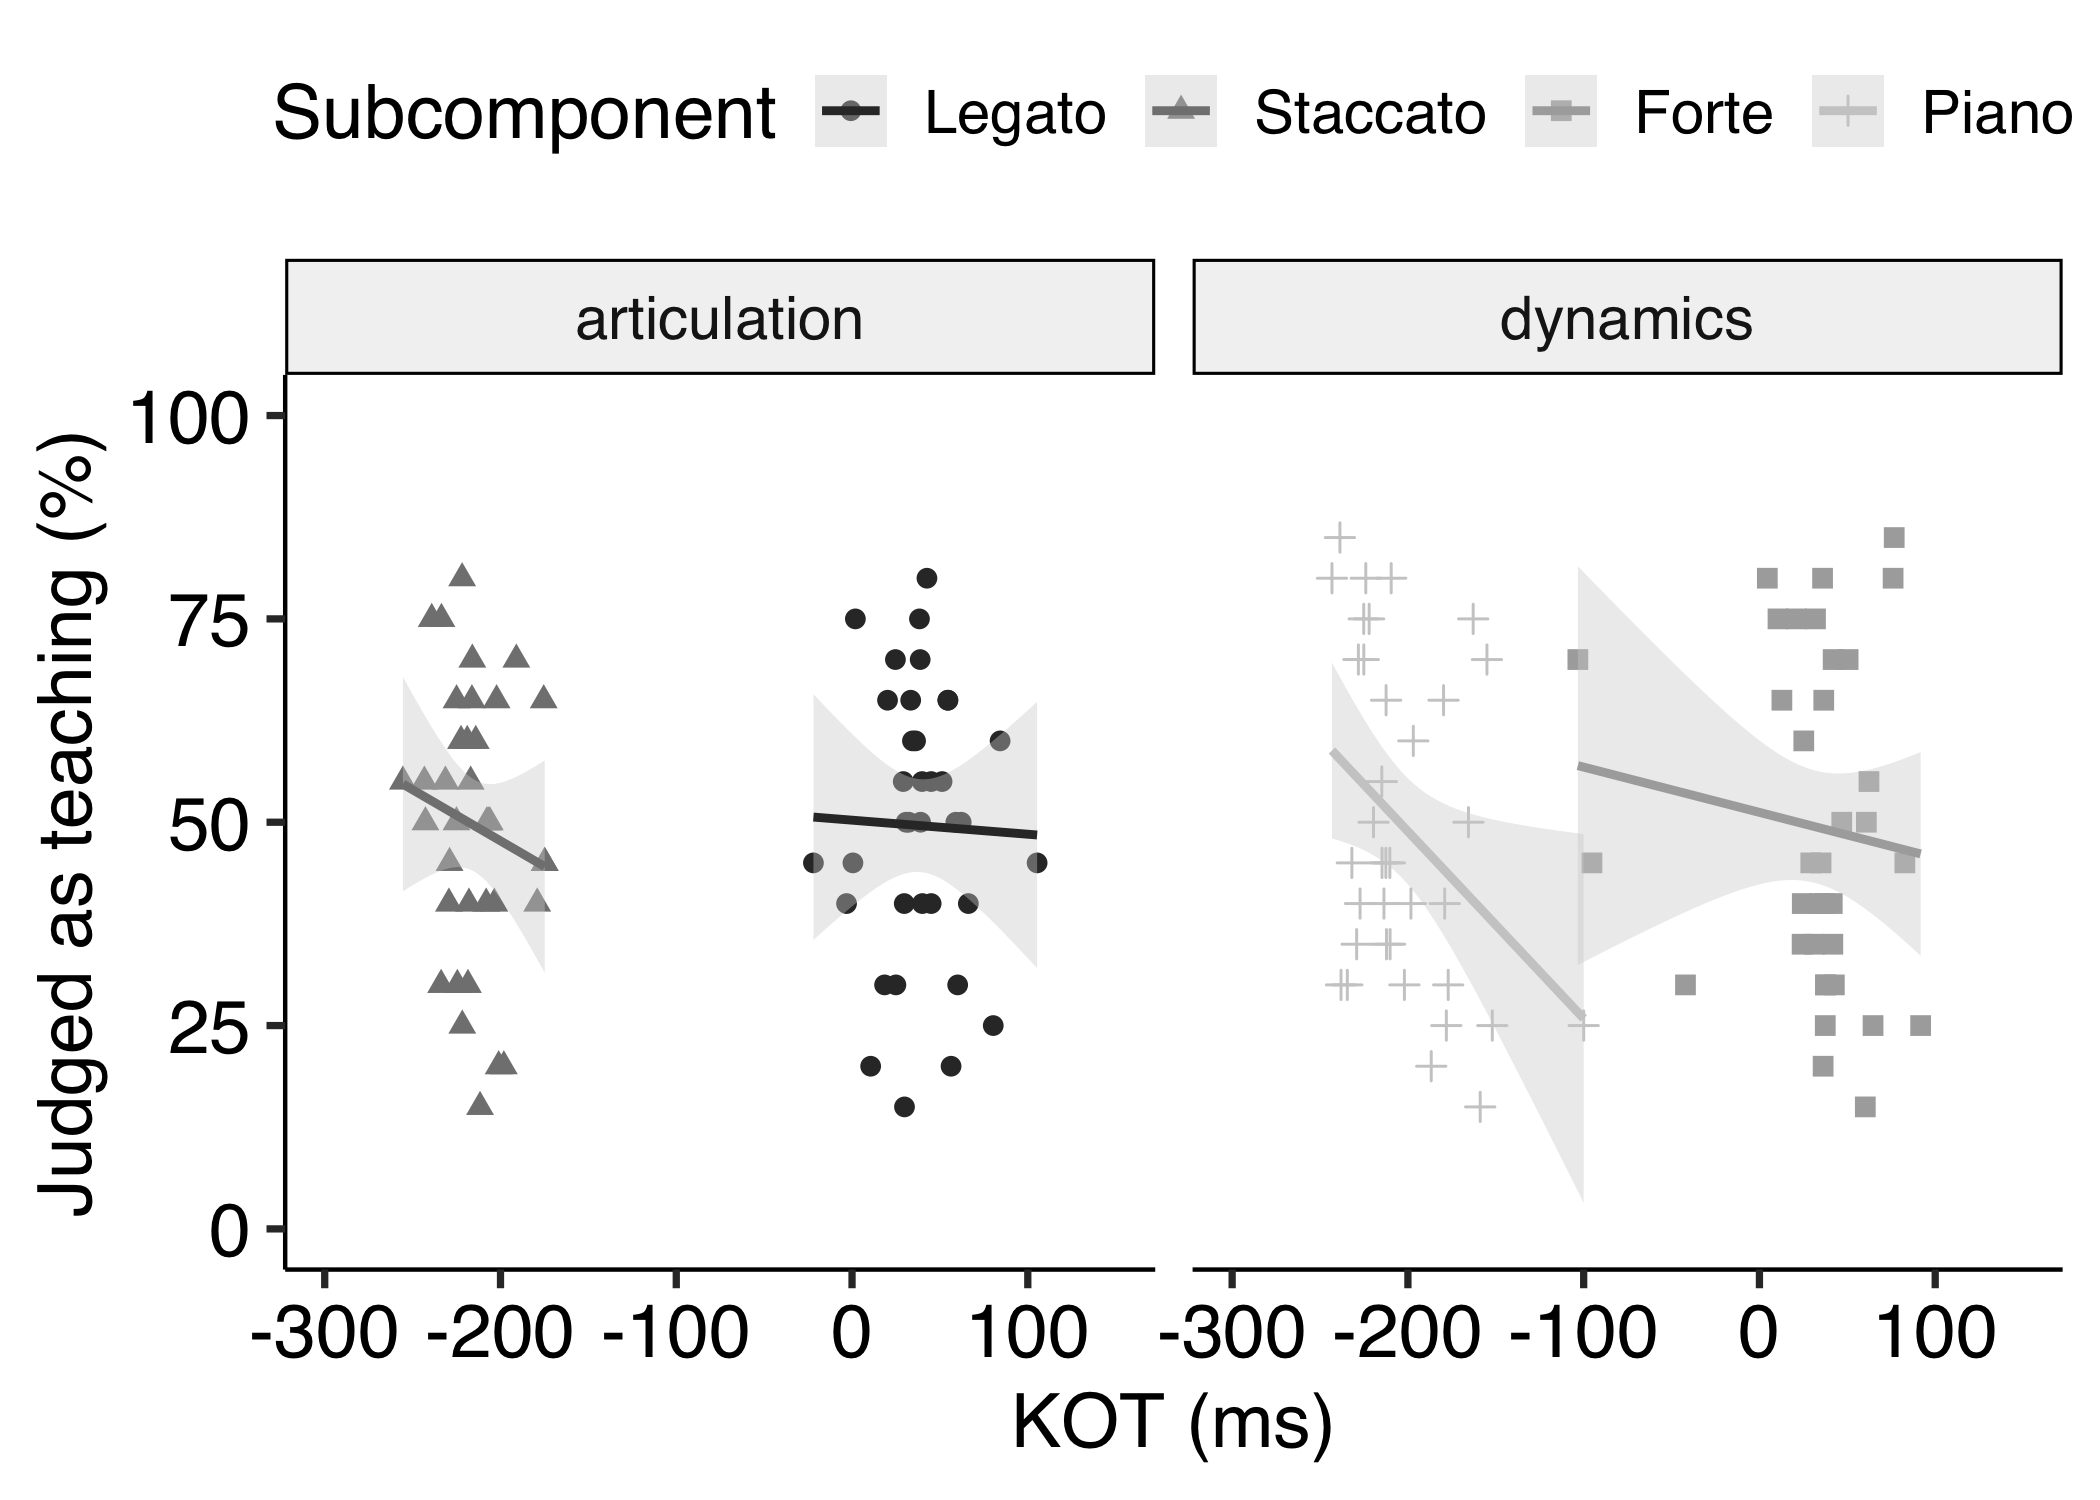 Subcomponent Legato Staccato Forte Piano
articulation dynamics
100
75
50
25
0
Judged as teaching (%)
-300 -200 -100 0 100 -300 -200 -100 0 100
KOT (ms)